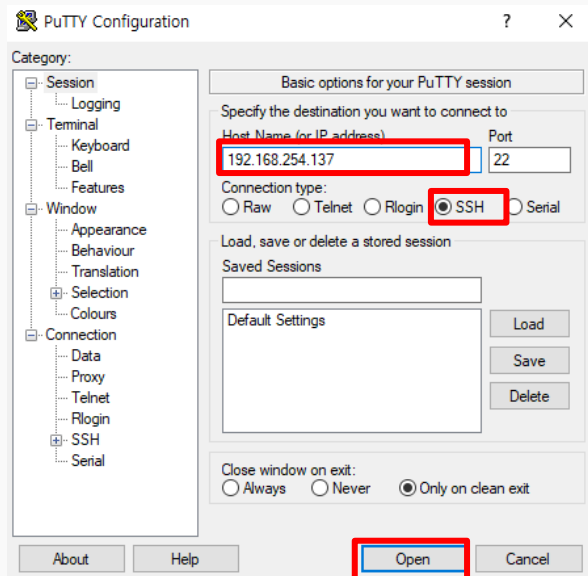 PuTTY Configuration
?
Category:
Session
Logging
Terminal
Keyboard
Bell
Features
Window
Appearance
Behaviour
Translation
Selection
Colours
Connection
Data
Proxy
Telnet
Rlogin
SSH
Serial
Basic options for your PuTTY session
Specify the destination you want to connect to
Host Name (or IP address)
Port
192.168.254.137
22
Connection type:
Raw Telnet Rlogin SSH Serial
Load, save or delete a stored session
Saved Sessions
Default Settings
Load
Save
Delete
Close window on exit:
Always Never Only on clean exit
About Help Open Cancel